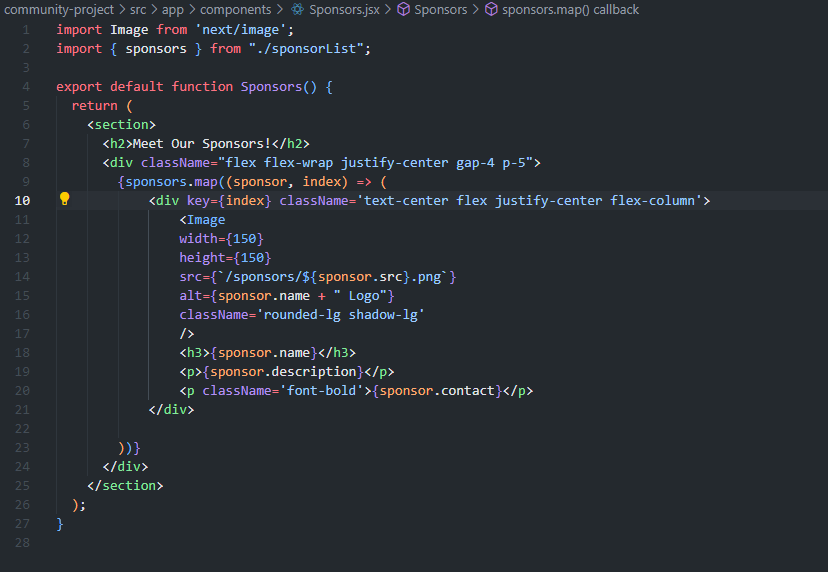 community-project > src > app > components > Sponsors.jsx > Sponsors > sponsors.map() callback
1 import Image from 'next/image';
2 import { sponsors } from "./sponsorList";
3
4 export default function Sponsors() {
5 return (
6 <section>
7 <h2>Meet Our Sponsors!</h2>
8 <div className="flex flex-wrap justify-center gap-4 p-5">
9 {sponsors.map((sponsor, index) => (
10 <div key={index} className='text-center flex justify-center flex-column'>
11 <Image
12 width={150}
13 height={150}
14 src={`/sponsors/${sponsor.src}.png`}
15 alt={sponsor.name + " Logo"}
16 className='rounded-lg shadow-lg'
17 />
18 <h3>{sponsor.name}</h3>
19 <p>{sponsor.description}</p>
20 <p className='font-bold'>{sponsor.contact}</p>
21 </div>
22
23 ))}
24 </div>
25 </section>
26 );
27 }
28